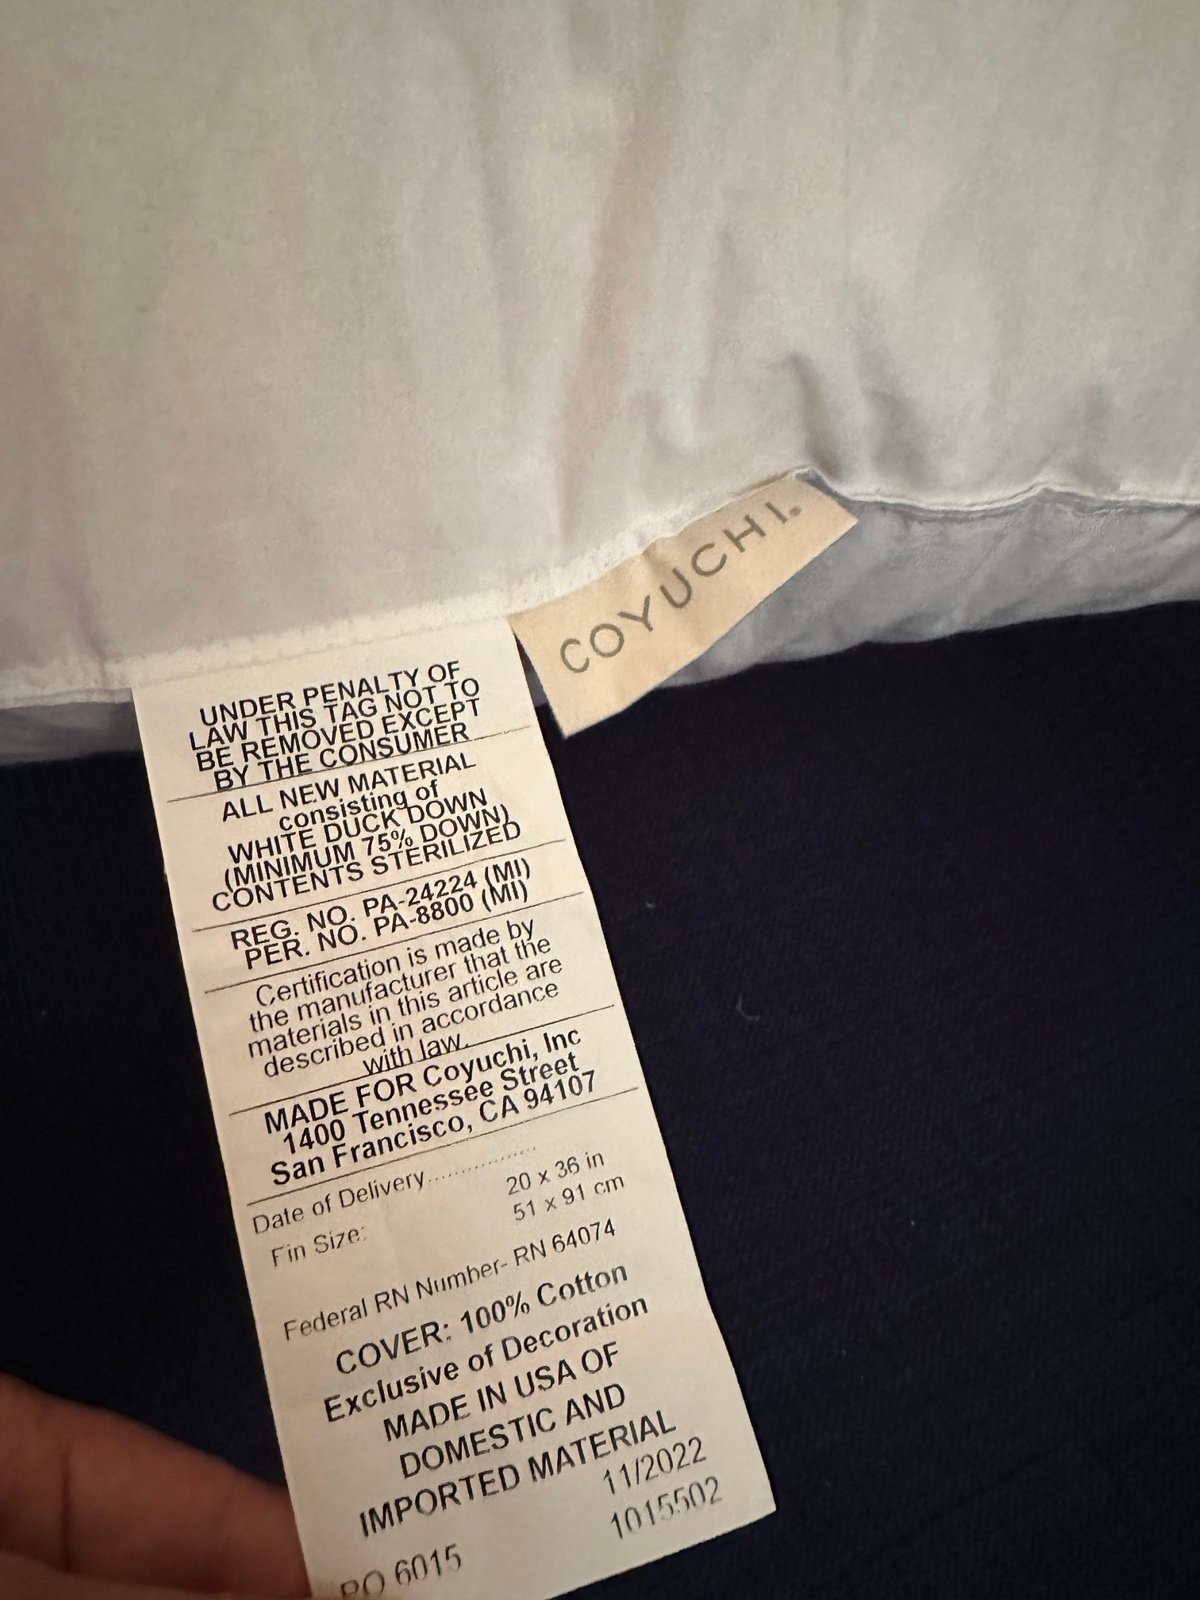 COYUCHI.
UNDER PENALTY OF
LAW THIS TAG NOT TO
BE REMOVED EXCEPT
BY THE CONSUMER
ALL NEW MATERIAL
consisting of
WHITE DUCK DOWN
(MINIMUM 75% DOWN)
CONTENTS STERILIZED
REG. NO. PA-24224 (MI)
PER. NO. PA-8800 (MI)
Certification is made by
the manufacturer that the
materials in this article are
described in accordance
with law.
MADE FOR Coyuchi, Inc
1400 Tennessee Street
San Francisco, CA 94107
Date of Delivery................
Fin Size: 20 x 36 in
51 x 91 cm
Federal RN Number- RN 64074
COVER: 100% Cotton
Exclusive of Decoration
MADE IN USA OF
DOMESTIC AND
IMPORTED MATERIAL
11/2022
PO 6015 1015502